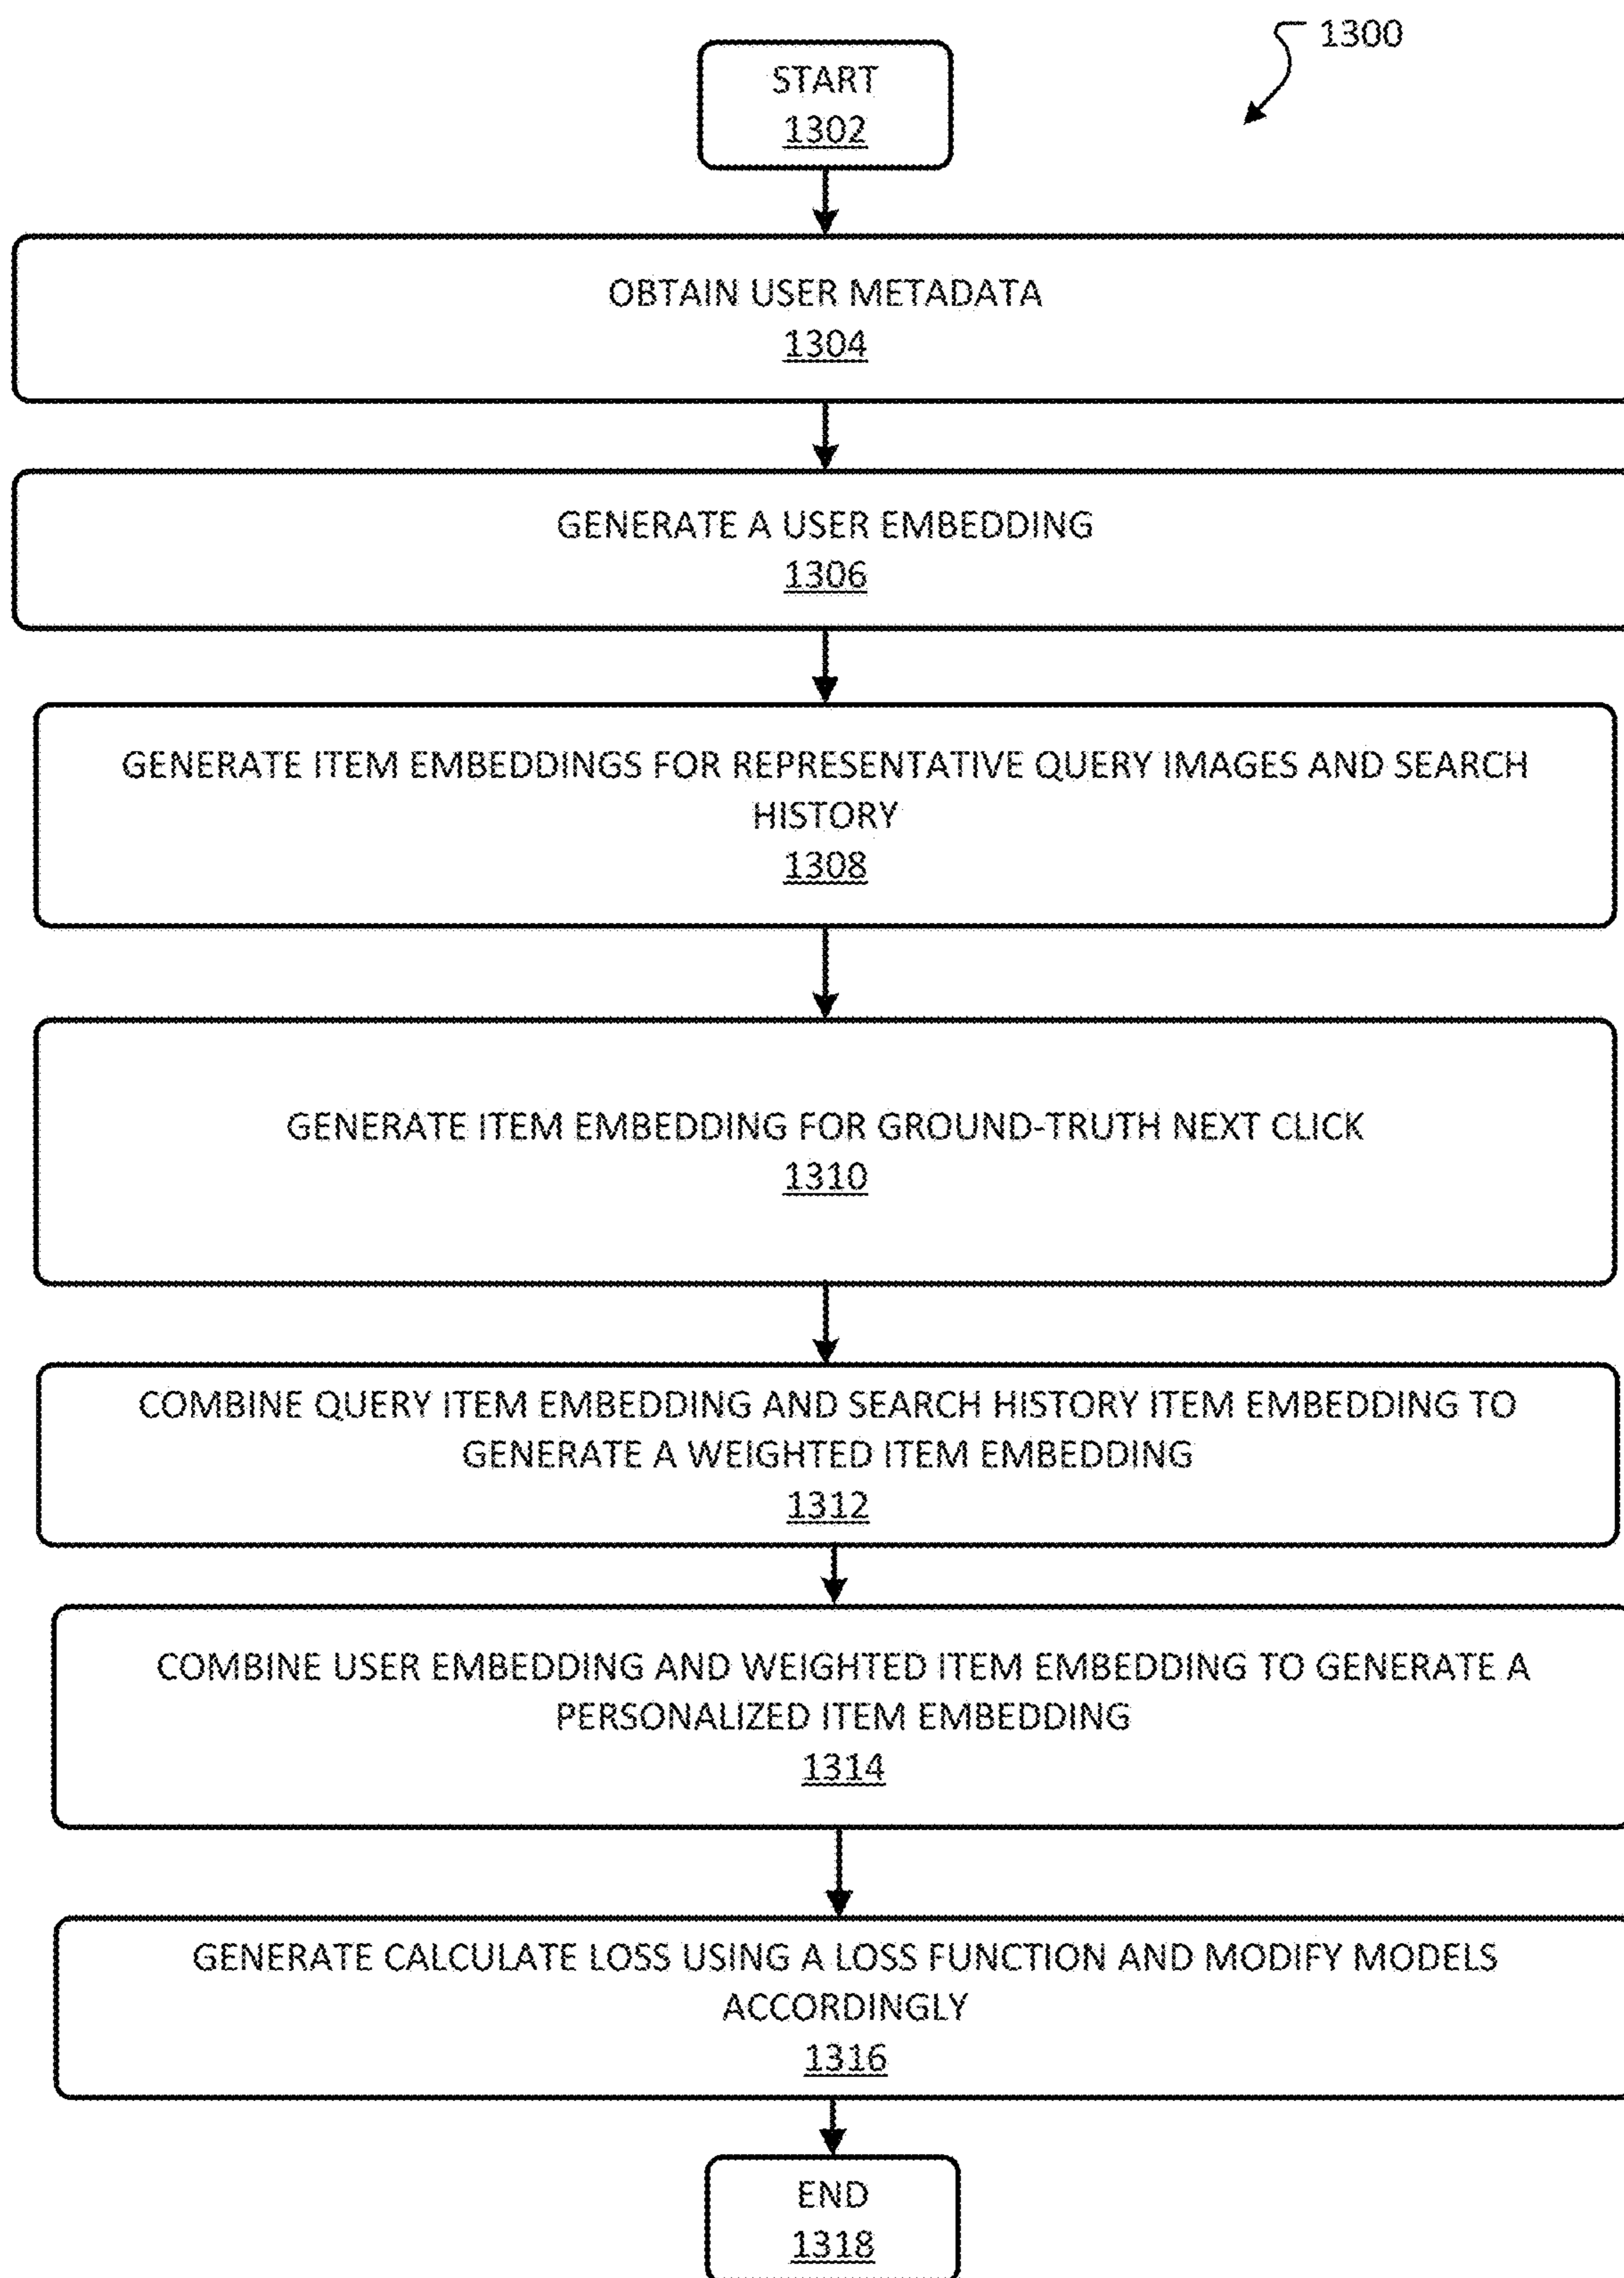 1300
START
1302
OBTAIN USER METADATA
1304
GENERATE A USER EMBEDDING
1306
GENERATE ITEM EMBEDDINGS FOR REPRESENTATIVE QUERY IMAGES AND SEARCH
HISTORY
1308
GENERATE ITEM EMBEDDING FOR GROUND-TRUTH NEXT CLICK
1310
COMBINE QUERY ITEM EMBEDDING AND SEARCH HISTORY ITEM EMBEDDING TO
GENERATE A WEIGHTED ITEM EMBEDDING
1312
COMBINE USER EMBEDDING AND WEIGHTED ITEM EMBEDDING TO GENERATE A
PERSONALIZED ITEM EMBEDDING
1314
GENERATE CALCULATE LOSS USING A LOSS FUNCTION AND MODIFY MODELS
ACCORDINGLY
1316
END
1318